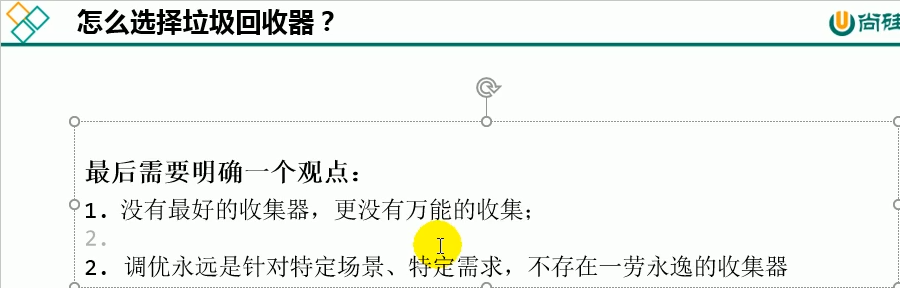 怎么选择垃圾回收器？
尚硅
最后需要明确一个观点：
1. 没有最好的收集器，更没有万能的收集；
2.
2. 调优永远是针对特定场景、特定需求，不存在一劳永逸的收集器